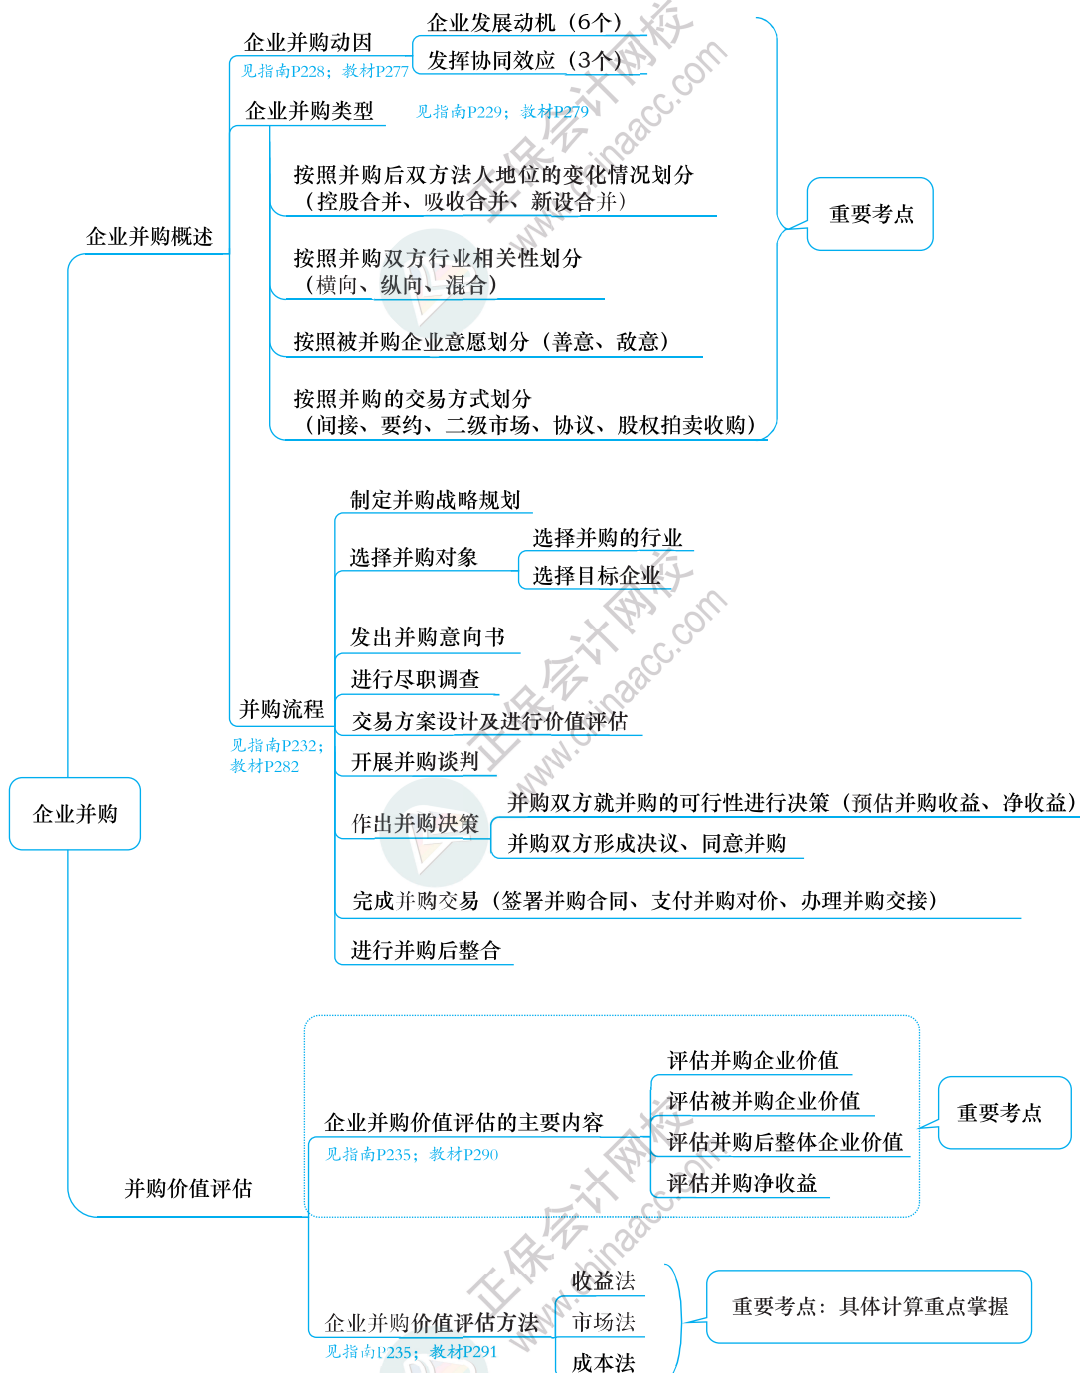 企业发展动机（6个）
企业并购动因
发挥协同效应（3个）
见指南P228；教材P277
企业并购类型
见指南P229；教材P279
按照并购后双方法人地位的变化情况划分
（控股合并、吸收合并、新设合并）
重要考点
企业并购概述
按照并购双方行业相关性划分
（横向、纵向、混合）
按照被并购企业意愿划分（善意、敌意）
按照并购的交易方式划分
（间接、要约、二级市场、协议、股权拍卖收购）
制定并购战略规划
选择并购的行业
选择并购对象
选择目标企业
发出并购意向书
进行尽职调查
并购流程
交易方案设计及进行价值评估
见指南P232；
教材P282
开展并购谈判
并购双方就并购的可行性进行决策（预估并购收益、净收益）
企业并购
作出并购决策
并购双方形成决议、同意并购
完成并购交易（签署并购合同、支付并购对价、办理并购交接）
进行并购后整合
评估并购企业价值
评估被并购企业价值
重要考点
企业并购价值评估的主要内容
评估并购后整体企业价值
见指南P235；教材P290
评估并购净收益
并购价值评估
收益法
重要考点：具体计算重点掌握
企业并购价值评估方法
市场法
见指南P235；教材P291
成本法
正保会计网校
www.chinaacc.com
正保会计网校
www.chinaacc.com
正保会计网校
www.chinaacc.com